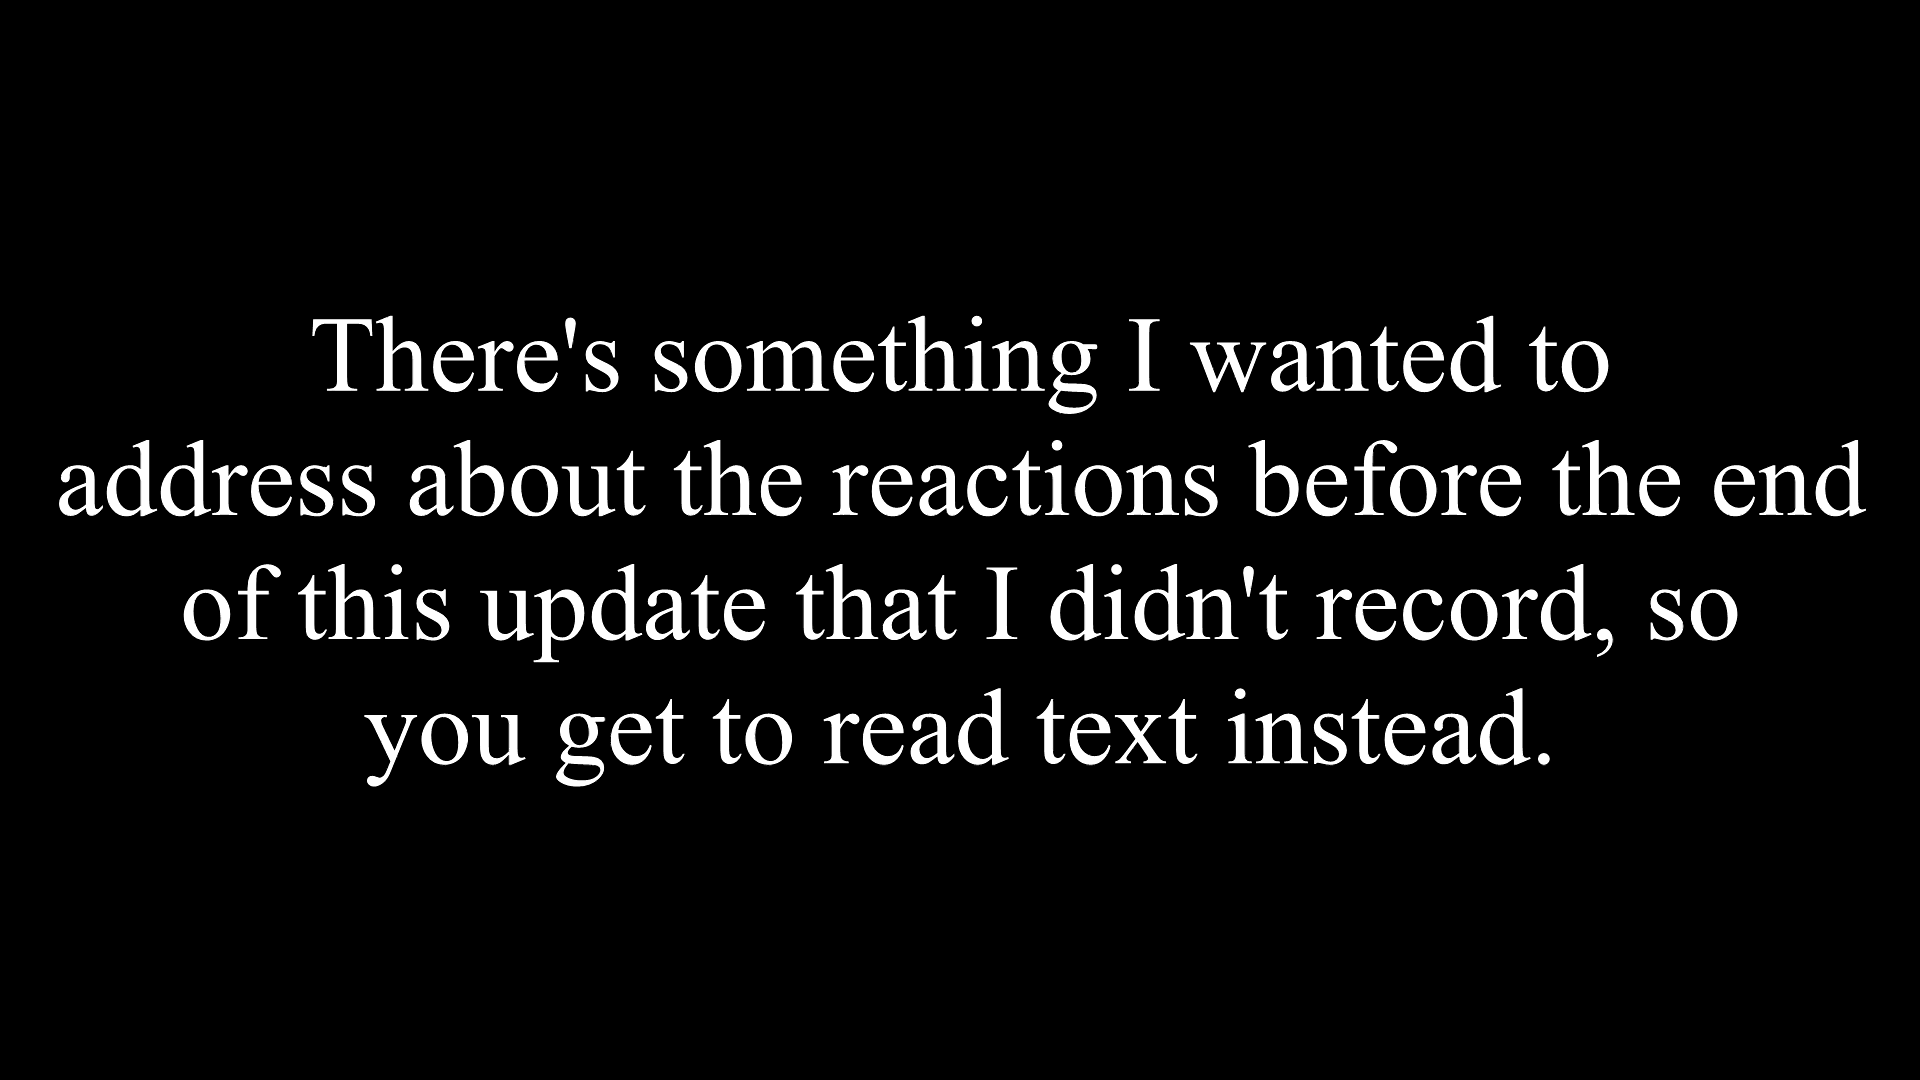 There's something I wanted to
address about the reactions before the end
of this update that I didn't record, so
you get to read text instead.